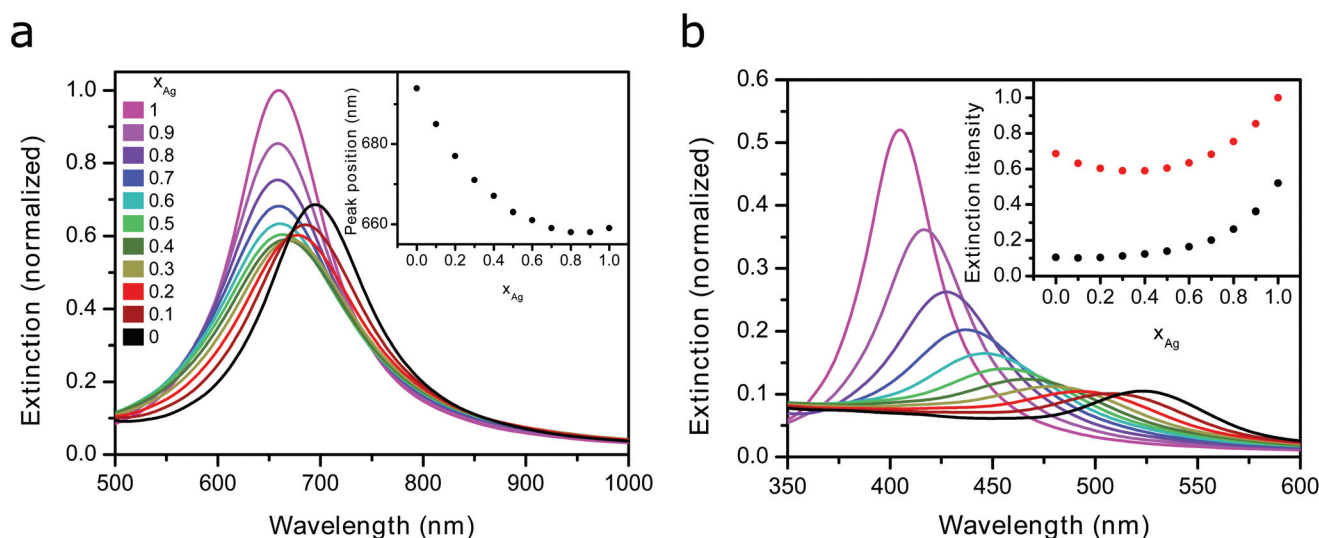 a
Extinction (normalized)
1.0
0.8
0.6
0.4
0.2
0.0
500 600 700 800 900 1000
Wavelength (nm)
xAg
1
0.9
0.8
0.7
0.6
0.5
0.4
0.3
0.2
0.1
0
Peak position (nm)
680
660
0.0 0.2 0.4 0.6 0.8 1.0
xAg
b
Extinction (normalized)
0.6
0.5
0.4
0.3
0.2
0.1
0.0
350 400 450 500 550 600
Wavelength (nm)
Extinction itensity
1.0
0.8
0.6
0.4
0.2
0.0
0.0 0.2 0.4 0.6 0.8 1.0
xAg